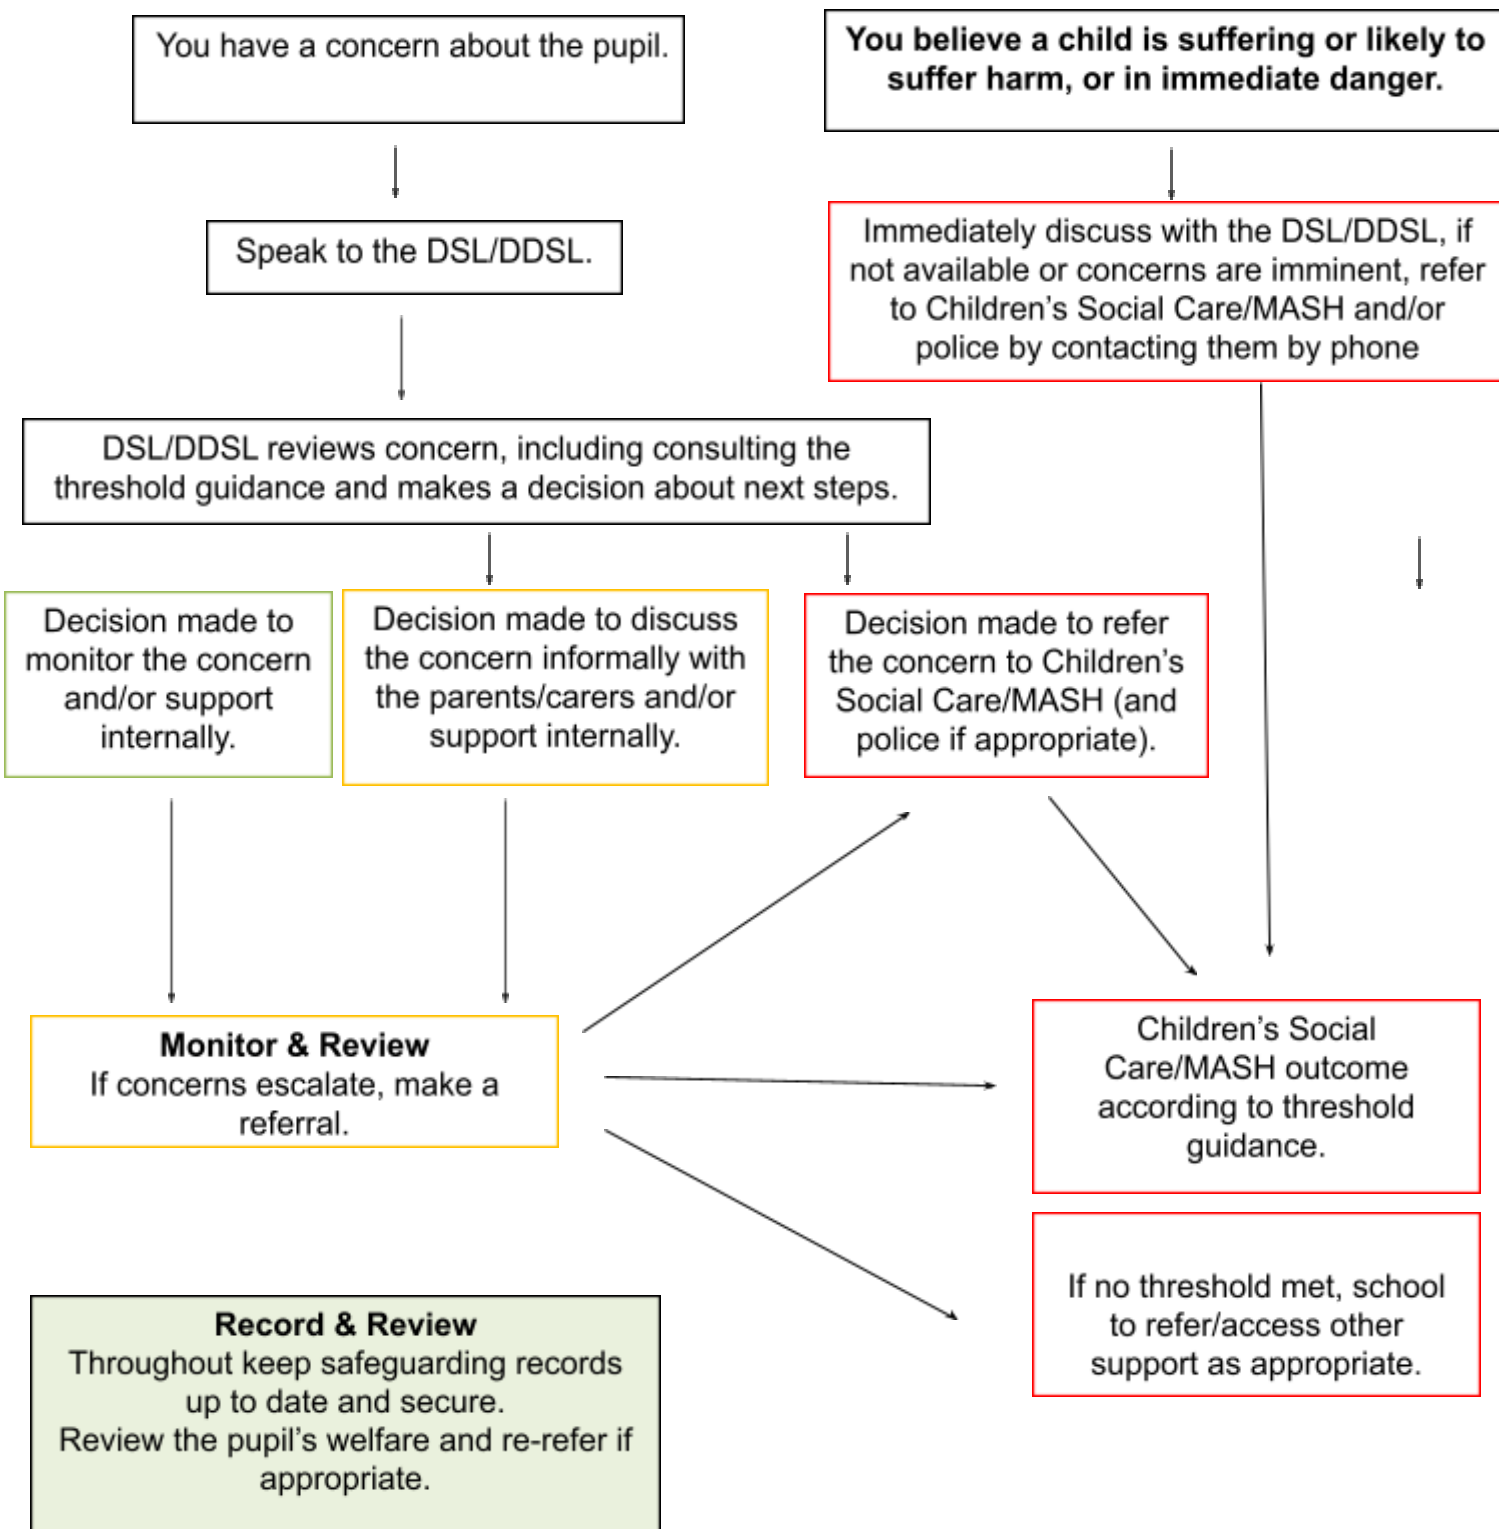 You have a concern about the pupil.
You believe a child is suffering or likely to
suffer harm, or in immediate danger.
Speak to the DSL/DDSL.
Immediately discuss with the DSL/DDSL, if
not available or concerns are imminent, refer
to Children’s Social Care/MASH and/or
police by contacting them by phone
DSL/DDSL reviews concern, including consulting the
threshold guidance and makes a decision about next steps.
Decision made to
monitor the concern
and/or support
internally.
Decision made to discuss
the concern informally with
the parents/carers and/or
support internally.
Decision made to refer
the concern to Children’s
Social Care/MASH (and
police if appropriate).
Monitor & Review
If concerns escalate, make a
referral.
Children’s Social
Care/MASH outcome
according to threshold
guidance.
If no threshold met, school
to refer/access other
support as appropriate.
Record & Review
Throughout keep safeguarding records
up to date and secure.
Review the pupil’s welfare and re-refer if
appropriate.